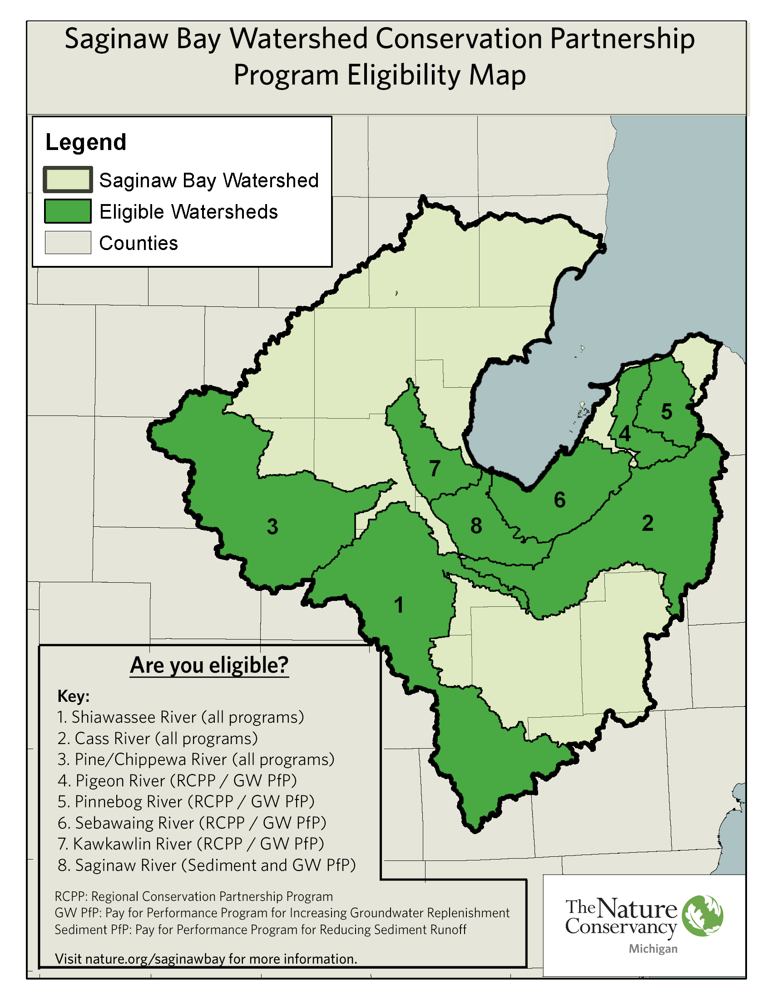 Saginaw Bay Watershed Conservation Partnership
Program Eligibility Map
Legend
Saginaw Bay Watershed
Eligible Watersheds
Counties
5
4
7
6
8
2
3
1
Are you eligible?
Key:
1. Shiawassee River (all programs)
2. Cass River (all programs)
3. Pine/Chippewa River (all programs)
4. Pigeon River (RCPP / GW PfP)
5. Pinnebog River (RCPP / GW PfP)
6. Sebawaing River (RCPP / GW PfP)
7. Kawkawlin River (RCPP / GW PfP)
8. Saginaw River (Sediment and GW PfP)
RCPP: Regional Conservation Partnership Program
GW PfP: Pay for Performance Program for Increasing Groundwater Replenishment
Sediment PfP: Pay for Performance Program for Reducing Sediment Runoff
Visit nature.org/saginawbay for more information.
The Nature
Conservancy
Michigan